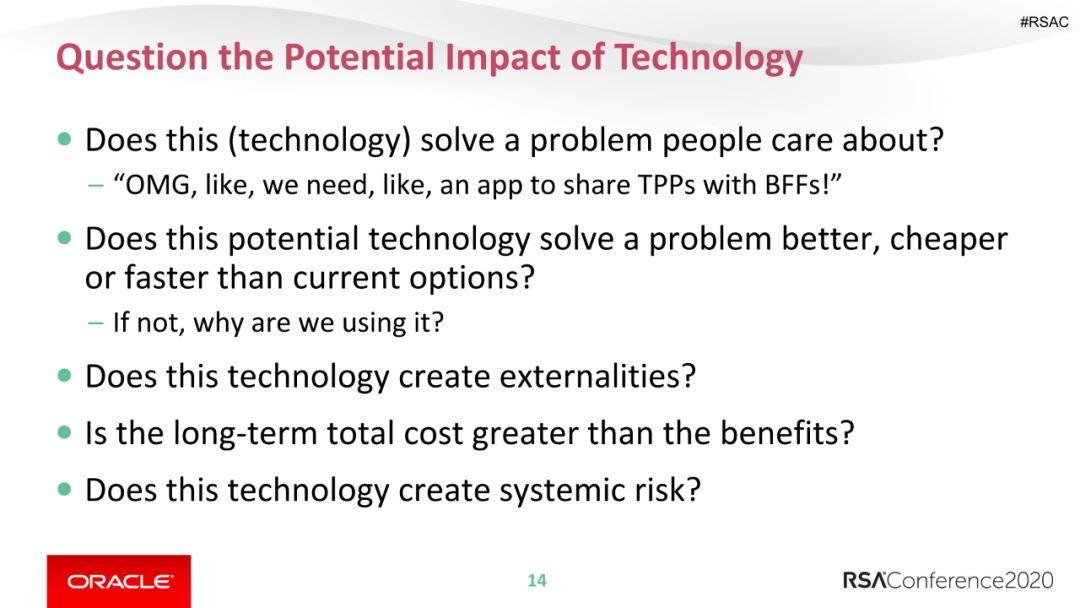 #RSAC
Question the Potential Impact of Technology
• Does this (technology) solve a problem people care about?
– “OMG, like, we need, like, an app to share TPPs with BFFs!”
• Does this potential technology solve a problem better, cheaper
or faster than current options?
– If not, why are we using it?
• Does this technology create externalities?
• Is the long-term total cost greater than the benefits?
• Does this technology create systemic risk?
ORACLE
14
RSAConference2020